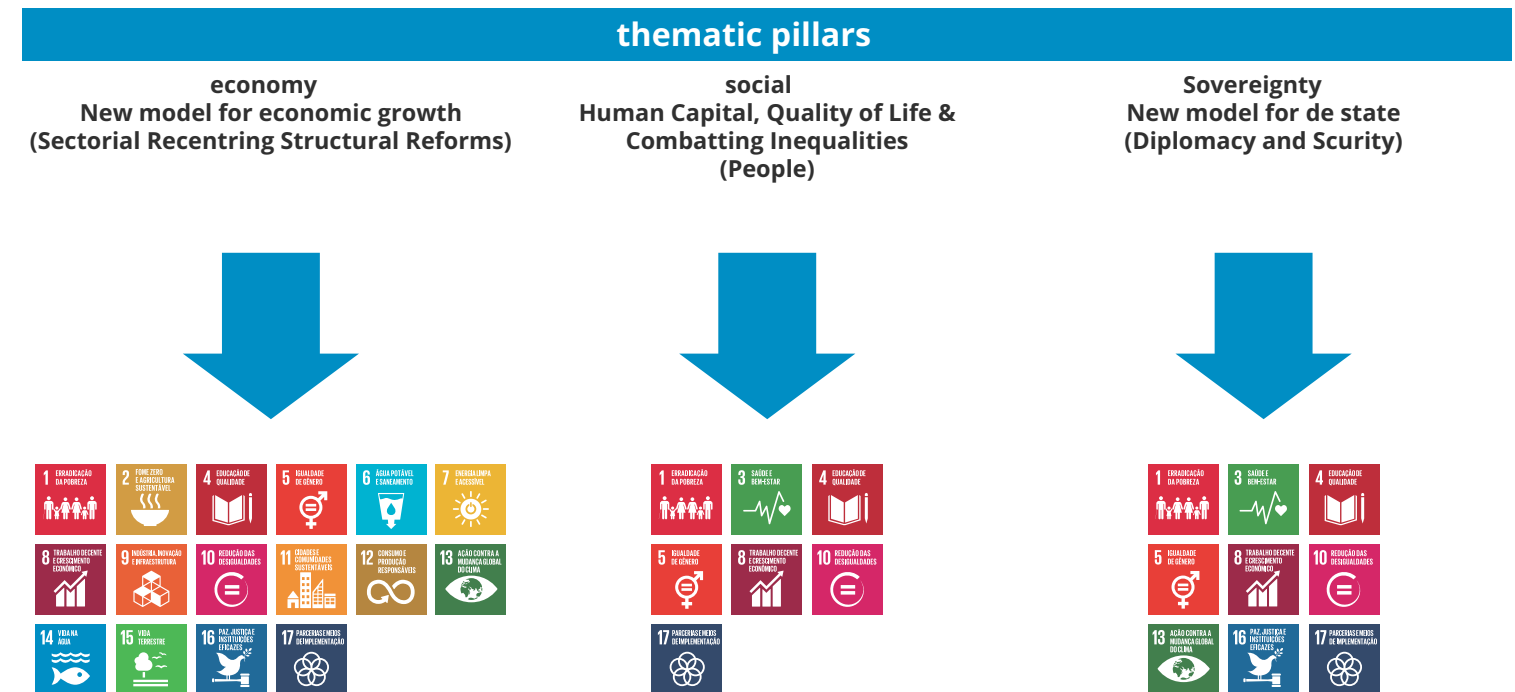 thematic pillars
economy
New model for economic growth
(Sectorial Recentring Structural Reforms)
social
Human Capital, Quality of Life &
Combatting Inequalities
(People)
Sovereignty
New model for de state
(Diplomacy and Scurity)
1 ERRADICAÇÃO
DA POBREZA
2 FOME ZERO
E AGRICULTURA
SUSTENTÁVEL
4 EDUCAÇÃO DE
QUALIDADE
5 IGUALDADE
DE GÉNERO
6 ÁGUA POTÁVEL
E SANEAMENTO
7 ENERGIA LIMPA
E ACESSÍVEL
8 TRABALHO DECENTE
E CRESCIMENTO
ECONÓMICO
9 INDÚSTRIA, INOVAÇÃO
E INFRAESTRUTURA
10 REDUÇÃO DAS
DESIGUALDADES
11 CIDADES E
COMUNIDADES
SUSTENTÁVEIS
12 CONSUMO E
PRODUÇÃO
RESPONSÁVEIS
13 AÇÃO CONTRA A
MUDANÇA GLOBAL
DO CLIMA
14 VIDA NA
ÁGUA
15 VIDA
TERRESTRE
16 PAZ, JUSTIÇA E
INSTITUIÇÕES
EFICAZES
17 PARCERIAS E MEIOS
DE IMPLEMENTAÇÃO
1 ERRADICAÇÃO
DA POBREZA
3 SAÚDE E
BEM-ESTAR
4 EDUCAÇÃO DE
QUALIDADE
5 IGUALDADE
DE GÉNERO
8 TRABALHO DECENTE
E CRESCIMENTO
ECONÓMICO
10 REDUÇÃO DAS
DESIGUALDADES
17 PARCERIAS E MEIOS
DE IMPLEMENTAÇÃO
1 ERRADICAÇÃO
DA POBREZA
3 SAÚDE E
BEM-ESTAR
4 EDUCAÇÃO DE
QUALIDADE
5 IGUALDADE
DE GÉNERO
8 TRABALHO DECENTE
E CRESCIMENTO
ECONÓMICO
10 REDUÇÃO DAS
DESIGUALDADES
13 AÇÃO CONTRA A
MUDANÇA GLOBAL
DO CLIMA
16 PAZ, JUSTIÇA E
INSTITUIÇÕES
EFICAZES
17 PARCERIAS E MEIOS
DE IMPLEMENTAÇÃO